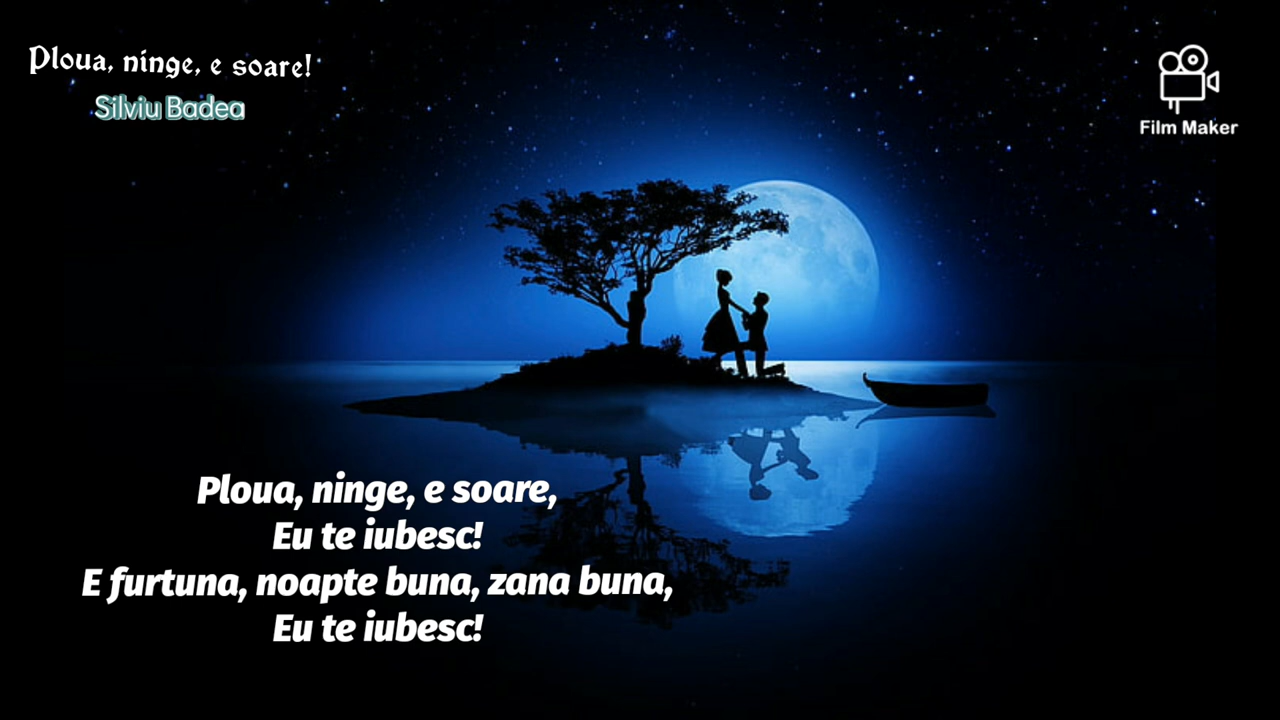 Ploua, ninge, e soare!
Silviu Badea
Film Maker
Ploua, ninge, e soare,
Eu te iubesc!
E furtuna, noapte buna, zana buna,
Eu te iubesc!